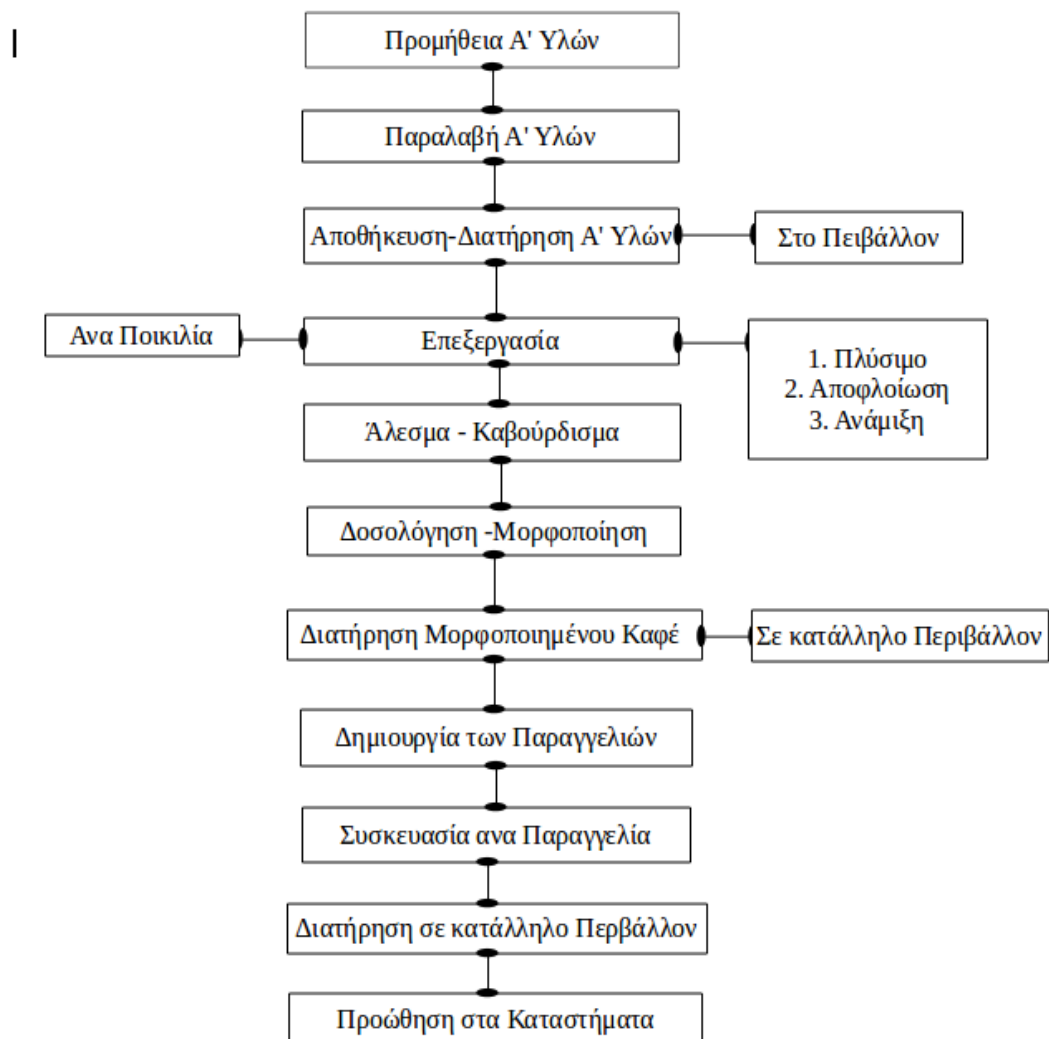 Προμήθεια Α' Υλών
Παραλαβή Α' Υλών
Αποθήκευση-Διατήρηση Α' Υλών
Στο Πειβάλλον
Ανα Ποικιλία
Επεξεργασία
1. Πλύσιμο
2. Αποφλοίωση
3. Ανάμιξη
Άλεσμα - Καβούρδισμα
Δοσολόγηση -Μορφοποίηση
Διατήρηση Μορφοποιημένου Καφέ
Σε κατάλληλο Περιβάλλον
Δημιουργία των Παραγγελιών
Συσκευασία ανα Παραγγελία
Διατήρηση σε κατάλληλο Περβάλλον
Προώθηση στα Καταστήματα